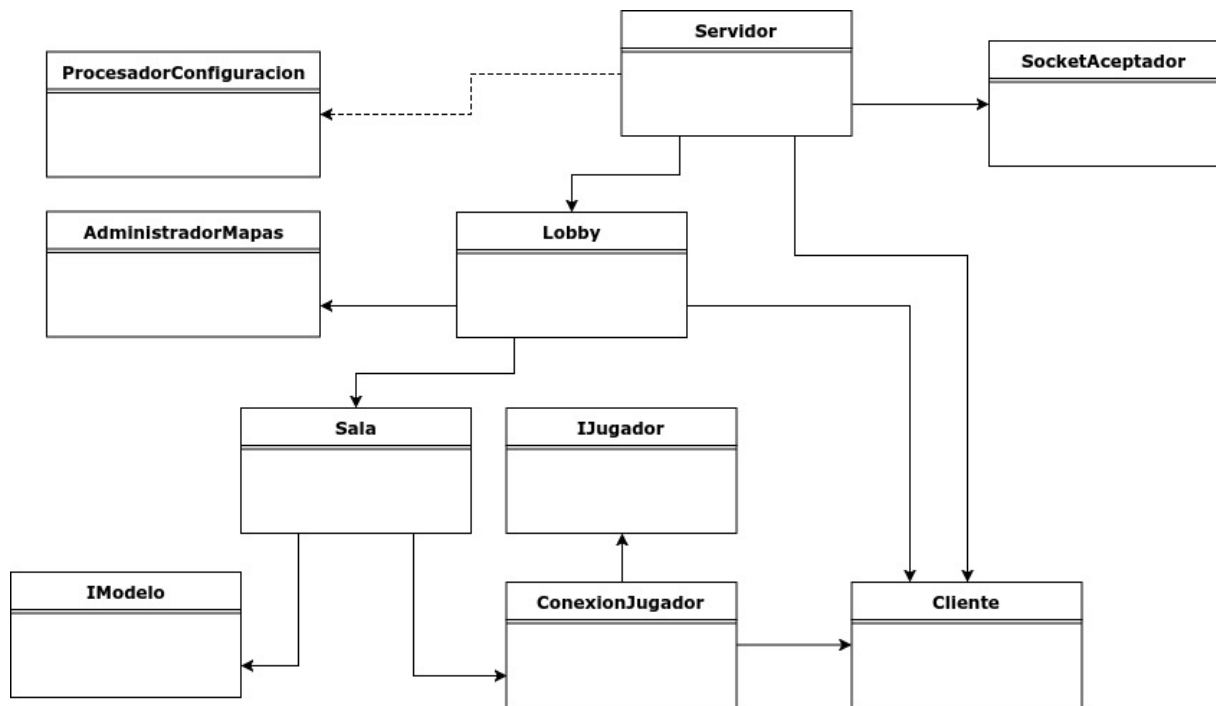 Servidor
ProcesadorConfiguracion
SocketAceptador
AdministradorMapas
Lobby
Sala
IJugador
IModelo
ConexionJugador
Cliente